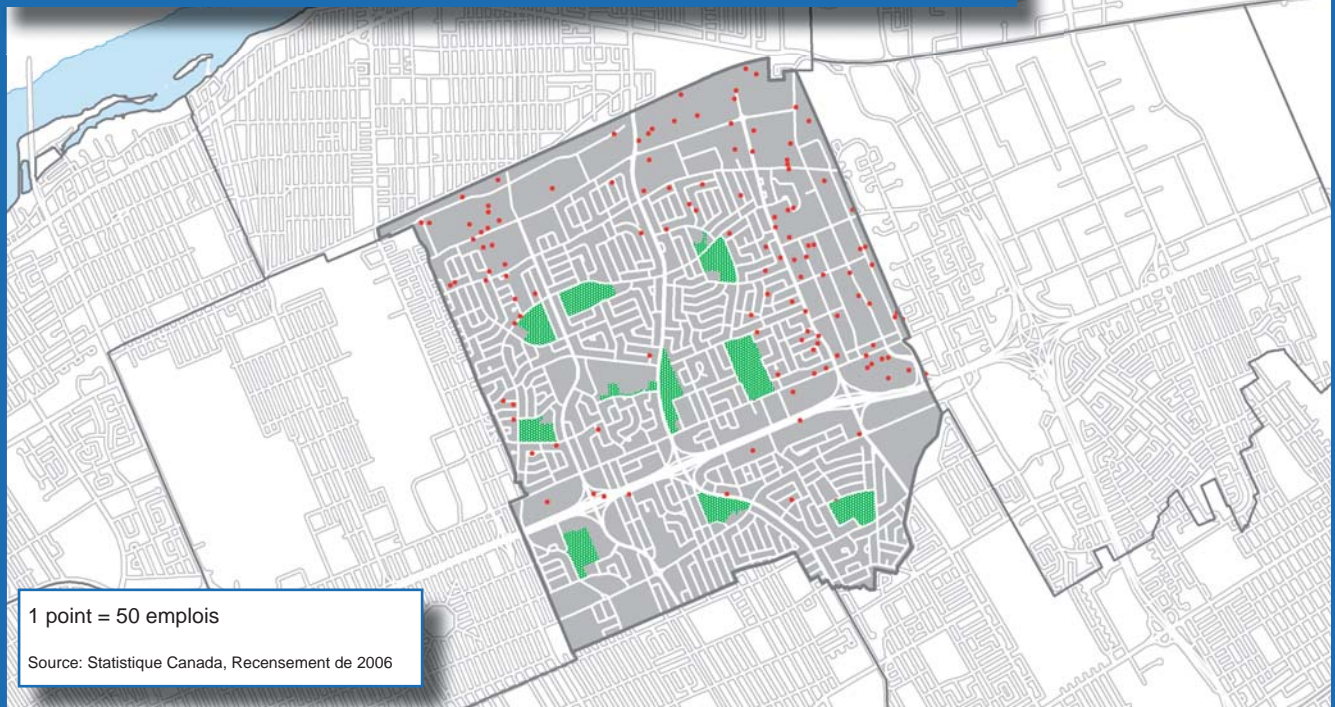 1 point = 50 emplois
Source: Statistique Canada, Recensement de 2006